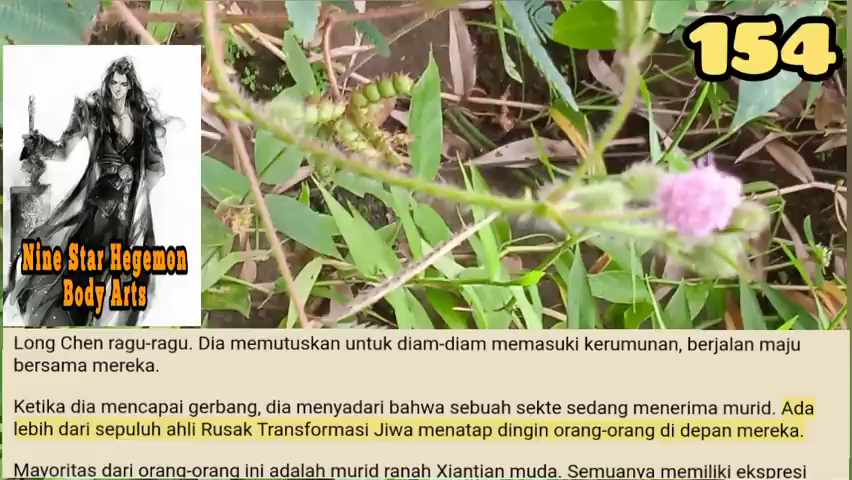 154
Nine Star Hegemon
Body Arts
Long Chen ragu-ragu. Dia memutuskan untuk diam-diam memasuki kerumunan, berjalan maju
bersama mereka.
Ketika dia mencapai gerbang, dia menyadari bahwa sebuah sekte sedang menerima murid. Ada
lebih dari sepuluh ahli Rusak Transformasi Jiwa menatap dingin orang-orang di depan mereka.
Mayoritas dari orang-orang ini adalah murid ranah Xiantian muda. Semuanya memiliki ekspresi